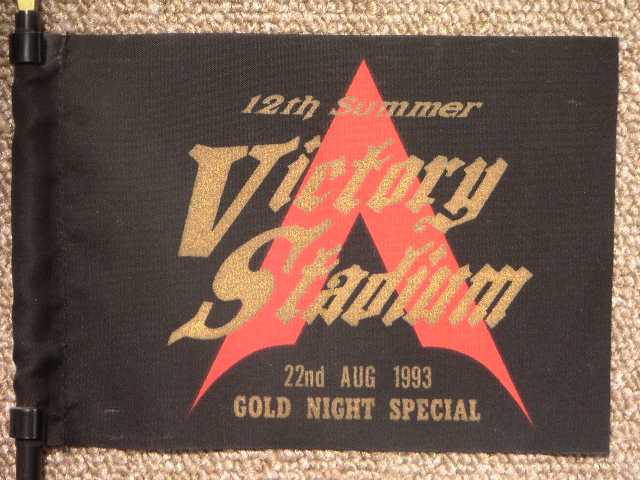 12th Summer
Victory
Stadium
22nd AUG 1993
GOLD NIGHT SPECIAL